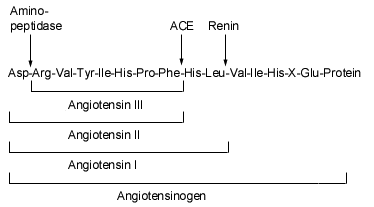 Amino-
peptidase ACE Renin
Asp-Arg-Val-Tyr-Ile-His-Pro-Phe-His-Leu-Val-Ile-His-X-Glu-Protein
Angiotensin III
Angiotensin II
Angiotensin I
Angiotensinogen